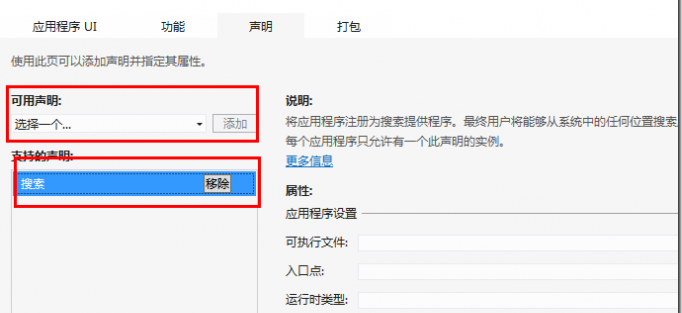 应用程序 UI 功能 声明 打包
使用此页可以添加声明并指定其属性。
可用声明:
选择一个... 添加
支持的声明:
搜索 移除
说明:
将应用程序注册为搜索提供程序。最终用户将能够从系统中的任何位置搜索
每个应用程序只允许有一个此声明的实例。
更多信息
属性:
应用程序设置
可执行文件:
入口点:
运行时类型: